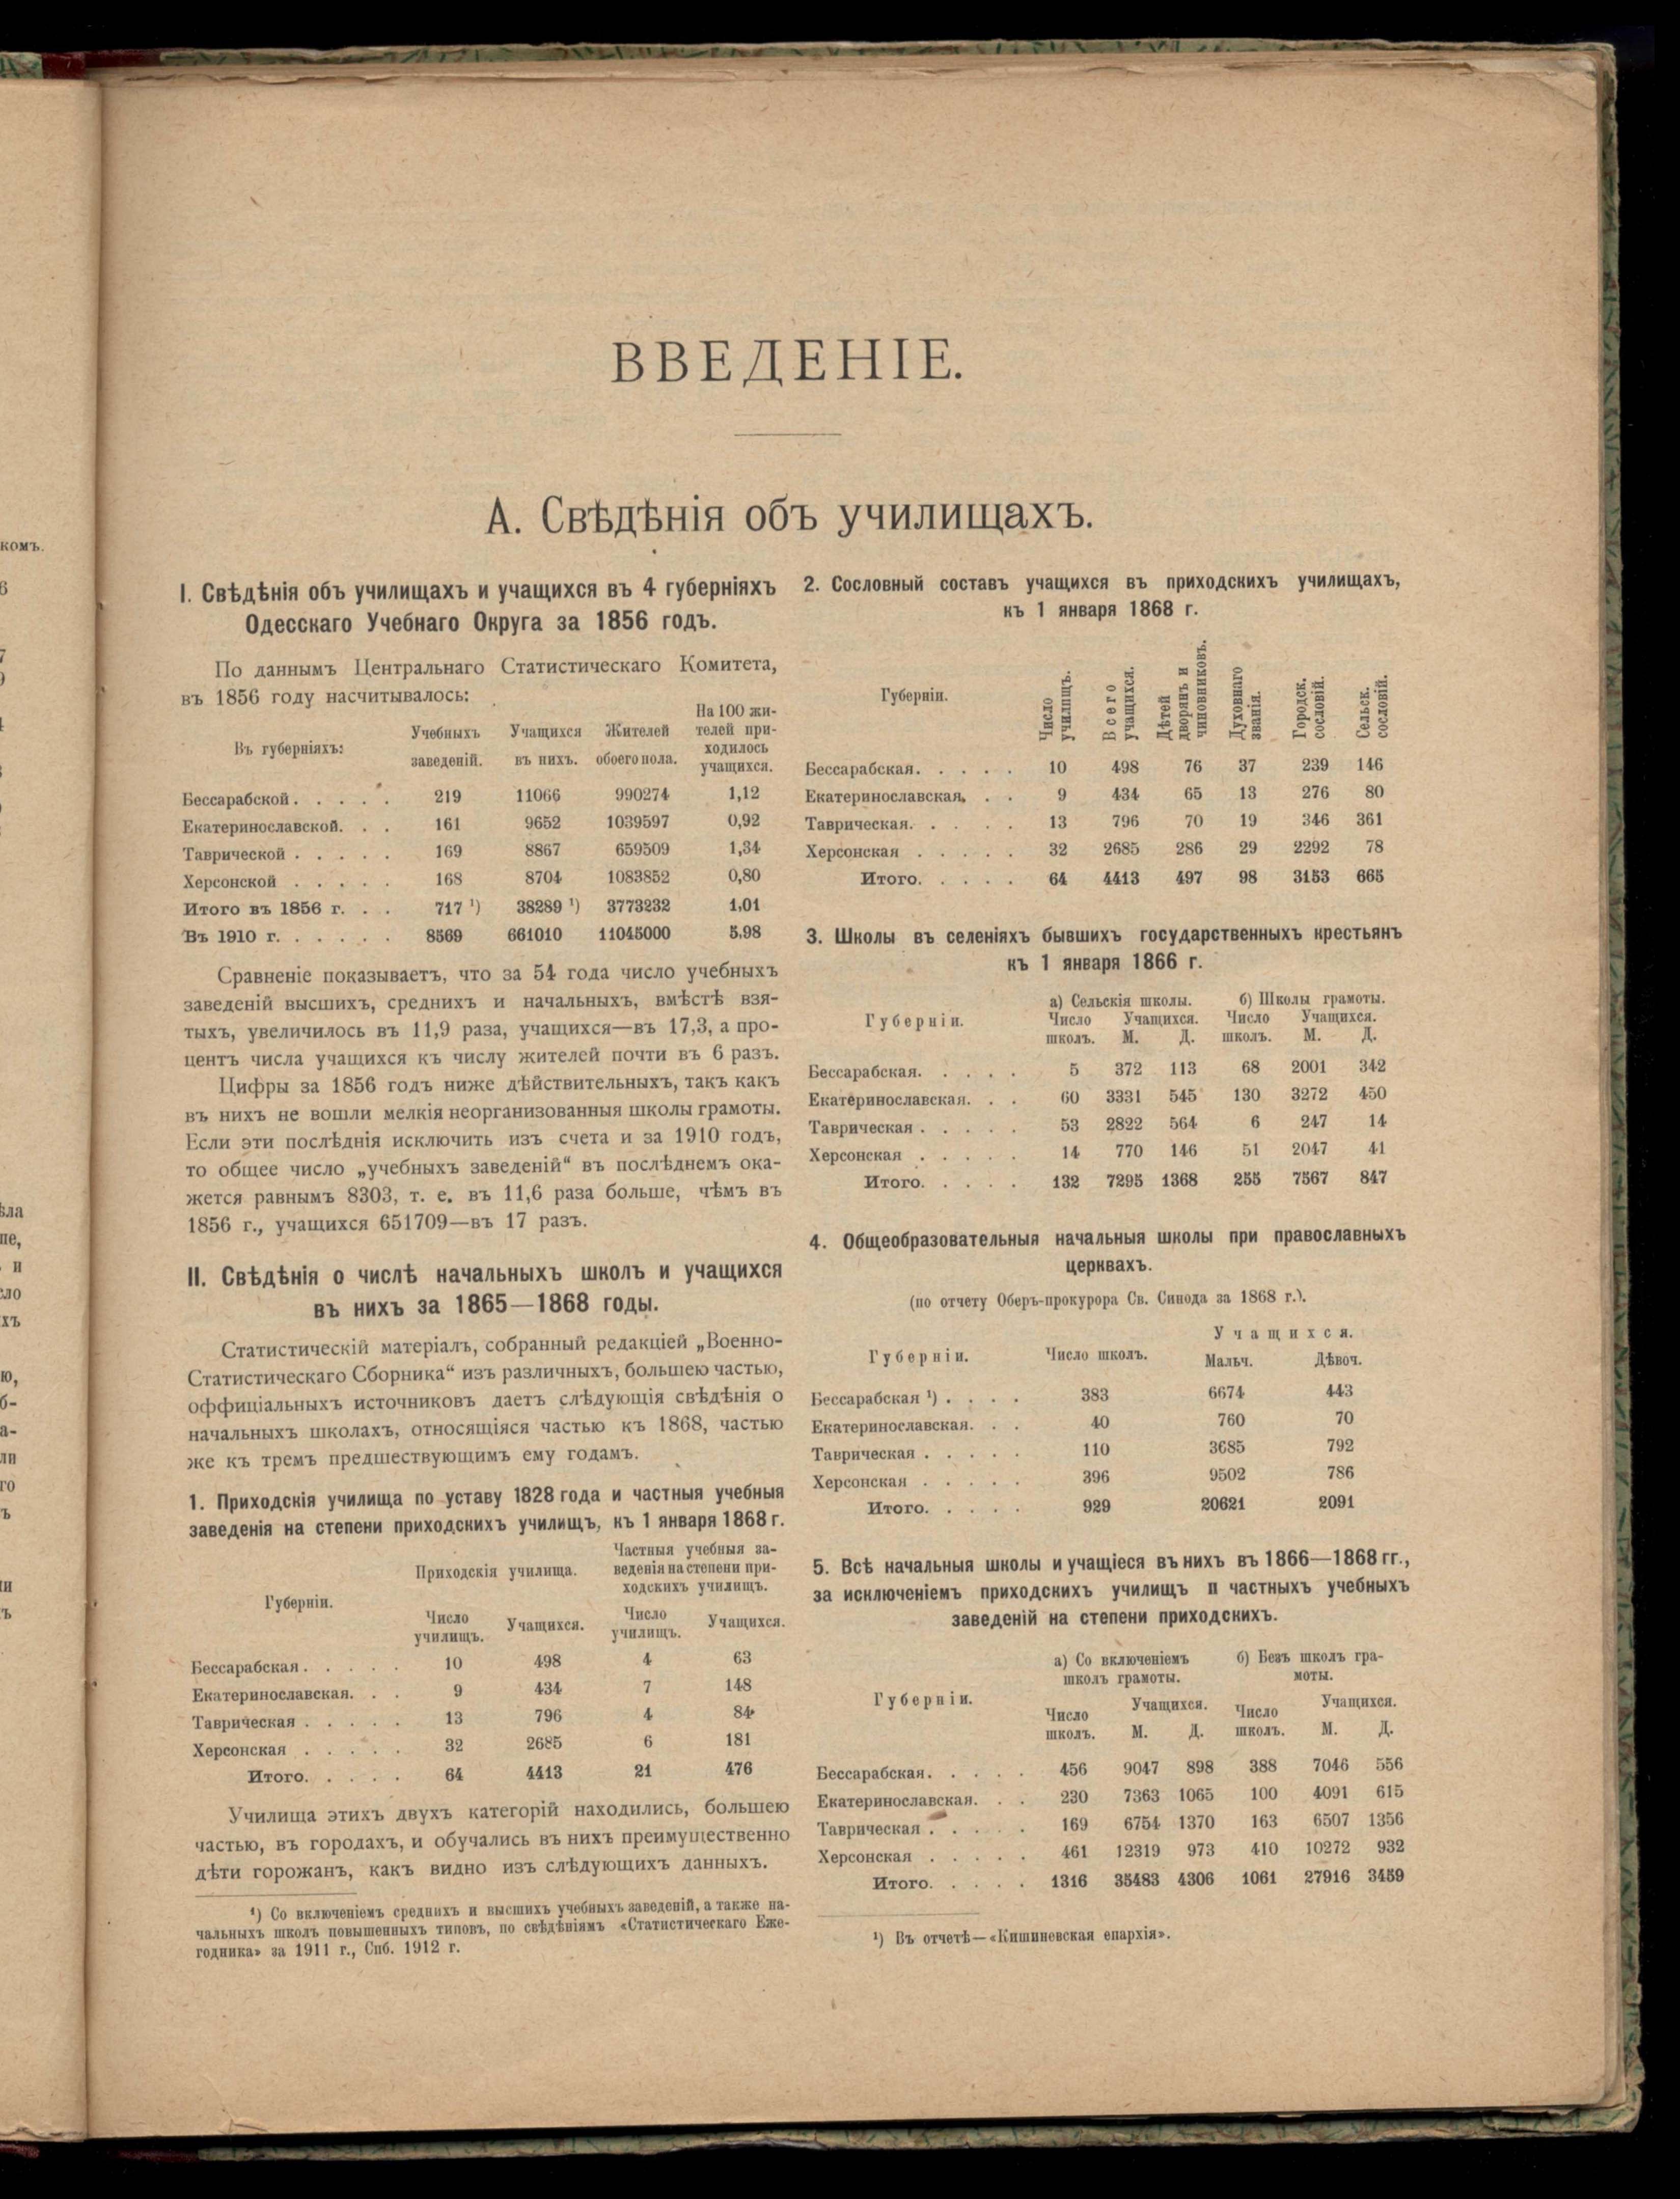 ВВЕДЕНІЕ.
А. Свѣдѣнія объ училищахъ.
I. Свѣдѣнія объ училищахъ и учащихся въ 4 губерніяхъ
Одесскаго Учебнаго Округа за 1856 годъ.
По даннымъ Центральнаго Статистическаго Комитета,
въ 1856 году насчитывалось:
Въ губерніяхъ: Учебныхъ заведеній. Учащихся въ нихъ. Жителей обоего пола. На 100 жителей приходилось учащихся.
Бессарабской. . . . . 219 11066 990274 1,12
Екатеринославской. . . 161 9652 1039597 0,92
Таврической . . . . . 169 8867 659509 1,34
Херсонской . . . . . 168 8704 1083852 0,80
Итого въ 1856 г. . . 717 ¹) 38289 ¹) 3773232 1,01
Въ 1910 г. . . . . . 8569 661010 11045000 5,98
Сравненіе показываетъ, что за 54 года число учебныхъ
заведеній высшихъ, среднихъ и начальныхъ, вмѣстѣ взя-
тыхъ, увеличилось въ 11,9 раза, учащихся—въ 17,3, а про-
центъ числа учащихся къ числу жителей почти въ 6 разъ.
Цифры за 1856 годъ ниже дѣйствительныхъ, такъ какъ
въ нихъ не вошли мелкія неорганизованныя школы грамоты.
Если эти послѣднія исключить изъ счета и за 1910 годъ,
то общее число „учебныхъ заведеній“ въ послѣднемъ ока-
жется равнымъ 8303, т. е. въ 11,6 раза больше, чѣмъ въ
1856 г., учащихся 651709—въ 17 разъ.
II. Свѣдѣнія о числѣ начальныхъ школъ и учащихся
въ нихъ за 1865—1868 годы.
Статистическій матеріалъ, собранный редакціей „Военно-
Статистическаго Сборника“ изъ различныхъ, большею частью,
оффиціальныхъ источниковъ даетъ слѣдующія свѣдѣнія о
начальныхъ школахъ, относящіяся частью къ 1868, частью
же къ тремъ предшествующимъ ему годамъ.
1. Приходскія училища по уставу 1828 года и частныя учебныя
заведенія на степени приходскихъ училищъ, къ 1 января 1868 г.
Губерніи. Приходскія училища. Частныя учебныя за-
веденія на степени при-
ходскихъ училищъ.
Число училищъ. Учащихся. Число училищъ. Учащихся.
Бессарабская. . . . . 10 498 4 63
Екатеринославская. . . 9 434 7 148
Таврическая . . . . . 13 796 4 84
Херсонская . . . . . 32 2685 6 181
Итого. . . . . 64 4413 21 476
Училища этихъ двухъ категорій находились, большею
частью, въ городахъ, и обучались въ нихъ преимущественно
дѣти горожанъ, какъ видно изъ слѣдующихъ данныхъ.
¹) Со включеніемъ среднихъ и высшихъ учебныхъ заведеній, а также на-
чальныхъ школъ повышенныхъ типовъ, по свѣдѣніямъ «Статистическаго Еже-
годника» за 1911 г., Спб. 1912 г.
2. Сословный составъ учащихся въ приходскихъ училищахъ,
къ 1 января 1868 г.
Губерніи. Число училищъ. Всего учащихся. Дѣтей дворянъ и чиновниковъ. Духовнаго званія. Городск. сословій. Сельск. сословій.
Бессарабская. . . . . 10 498 76 37 239 146
Екатеринославская. . . 9 434 65 13 276 80
Таврическая. . . . . 13 796 70 19 346 361
Херсонская . . . . . 32 2685 286 29 2292 78
Итого. . . . . 64 4413 497 98 3153 665
3. Школы въ селеніяхъ бывшихъ государственныхъ крестьянъ
къ 1 января 1866 г.
Губерніи. а) Сельскія школы. б) Школы грамоты.
Число школъ. Учащихся. М. Д. Число школъ. Учащихся. М. Д.
Бессарабская. . . . . 5 372 113 68 2001 342
Екатеринославская. . . 60 3331 545 130 3272 450
Таврическая . . . . . 53 2822 564 6 247 14
Херсонская . . . . . 14 770 146 51 2047 41
Итого. . . . . 132 7295 1368 255 7567 847
4. Общеобразовательныя начальныя школы при православныхъ
церквахъ.
(по отчету Оберъ-прокурора Св. Синода за 1868 г.).
Губерніи. Число школъ. Учащихся. Мальч. Дѣвоч.
Бессарабская ¹) . . . . 383 6674 443
Екатеринославская. . . 40 760 70
Таврическая . . . . . 110 3685 792
Херсонская . . . . . 396 9502 786
Итого. . . . . 929 20621 2091
5. Всѣ начальныя школы и учащіеся въ нихъ въ 1866—1868 гг.,
за исключеніемъ приходскихъ училищъ и частныхъ учебныхъ
заведеній на степени приходскихъ.
Губерніи. а) Со включеніемъ школъ грамоты. б) Безъ школъ гра-
моты.
Число школъ. Учащихся. М. Д. Число школъ. Учащихся. М. Д.
Бессарабская. . . . . 456 9047 898 388 7046 556
Екатеринославская. . . 230 7363 1065 100 4091 615
Таврическая . . . . . 169 6754 1370 163 6507 1356
Херсонская . . . . . 461 12319 973 410 10272 932
Итого. . . . . 1316 35483 4306 1061 27916 3459
¹) Въ отчетѣ—«Кишиневская епархія».